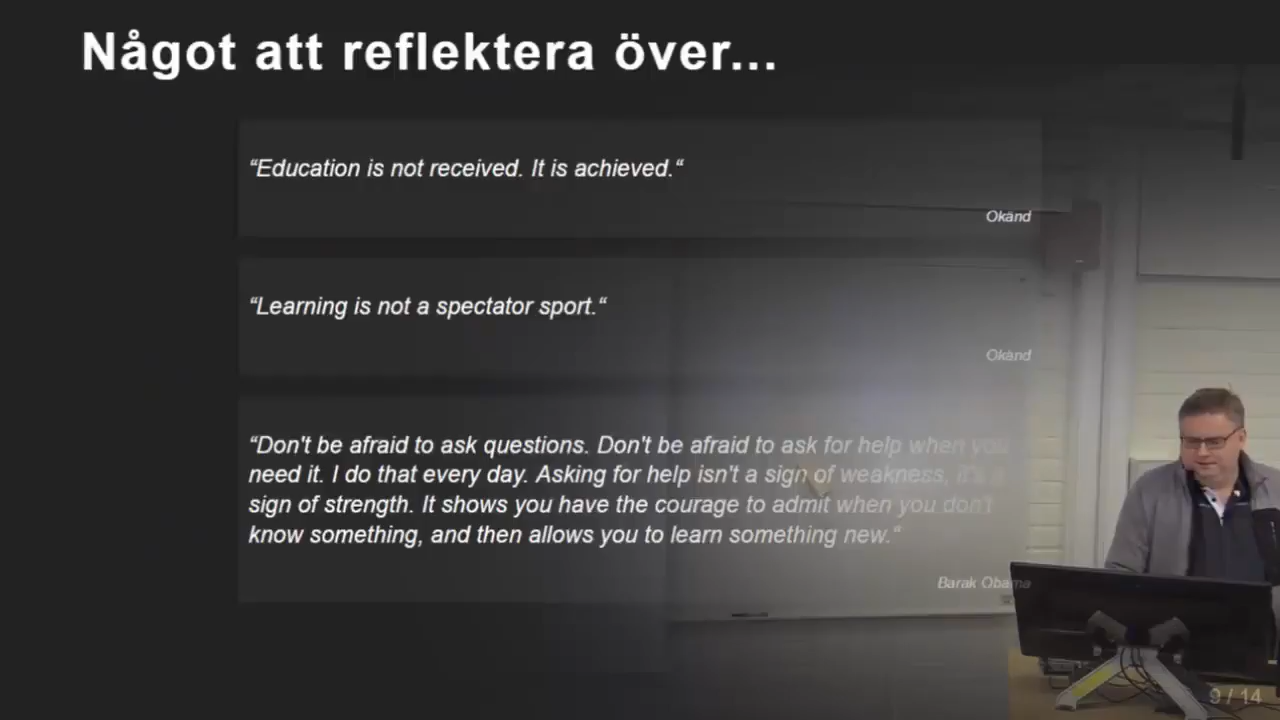 Något att reflektera över...
“Education is not received. It is achieved.“
Okänd
“Learning is not a spectator sport.“
Okänd
“Don't be afraid to ask questions. Don't be afraid to ask for help when you
need it. I do that every day. Asking for help isn't a sign of weakness, it's a
sign of strength. It shows you have the courage to admit when you don't
know something, and then allows you to learn something new.“
Barak Obama
9 / 14